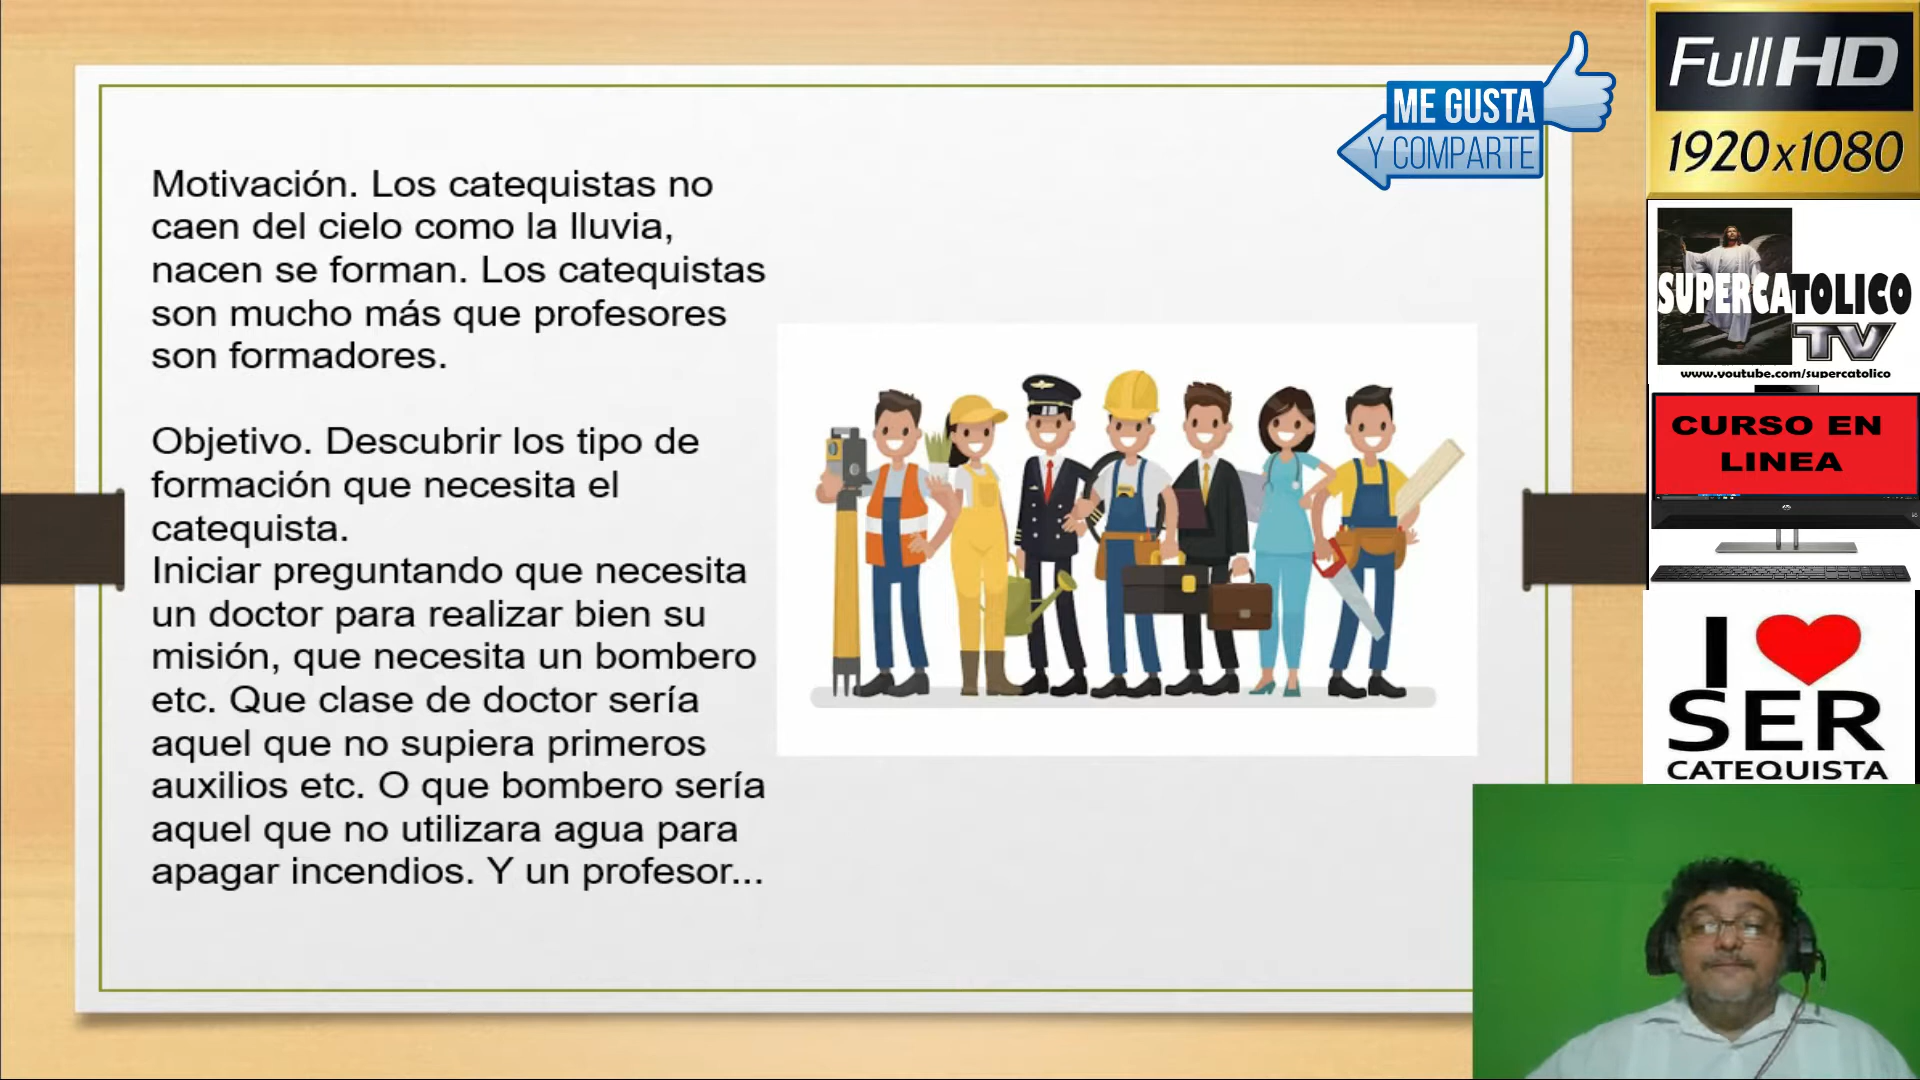 Motivación. Los catequistas no
caen del cielo como la lluvia,
nacen se forman. Los catequistas
son mucho más que profesores
son formadores.
Objetivo. Descubrir los tipo de
formación que necesita el
catequista.
Iniciar preguntando que necesita
un doctor para realizar bien su
misión, que necesita un bombero
etc. Que clase de doctor sería
aquel que no supiera primeros
auxilios etc. O que bombero sería
aquel que no utilizara agua para
apagar incendios. Y un profesor...
ME GUSTA
Y COMPARTE
Full HD
1920x1080
SUPERCATOLICO
TV
www.youtube.com/supercatolico
CURSO EN
LINEA
hp
I
SER
CATEQUISTA